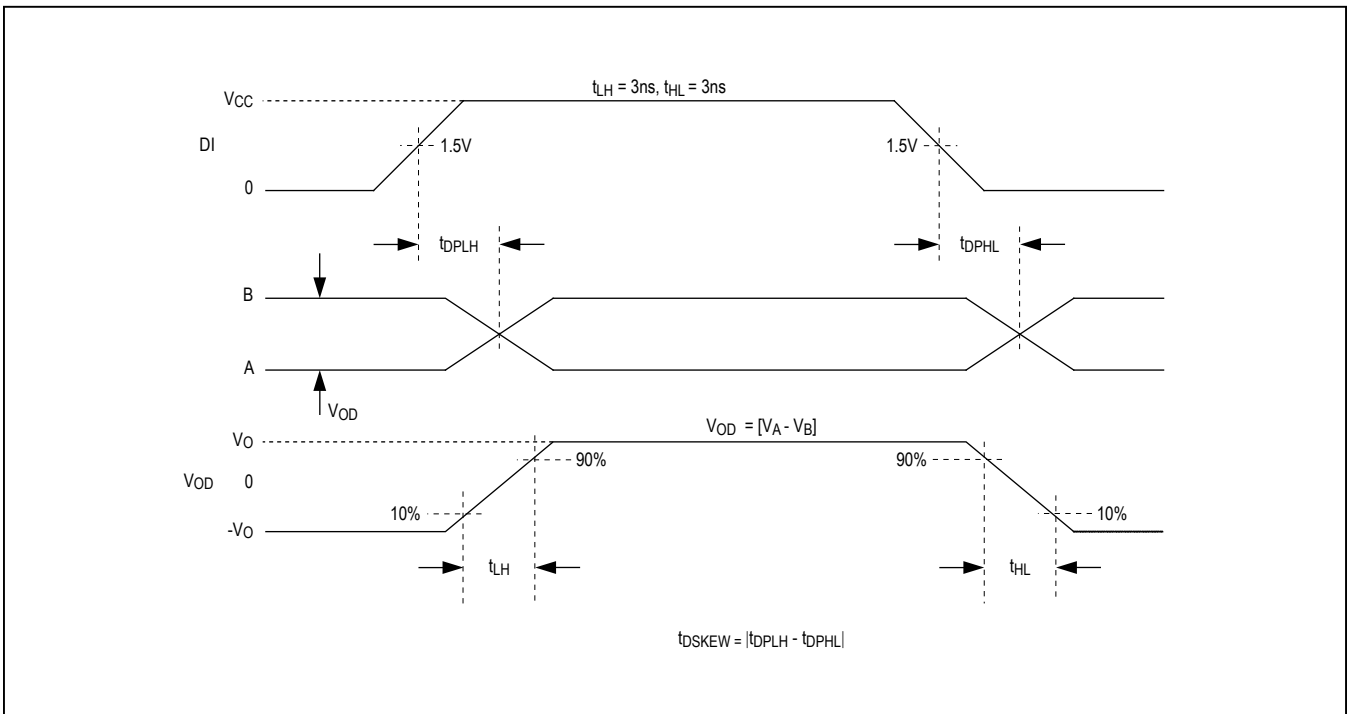 tLH = 3ns, tHL = 3ns
VCC
DI
1.5V
1.5V
0
tDPLH
tDPHL
B
A
VOD
VOD = [VA - VB]
VO
90%
90%
VOD 0
10%
10%
-VO
tLH
tHL
tDSKEW = |tDPLH - tDPHL|